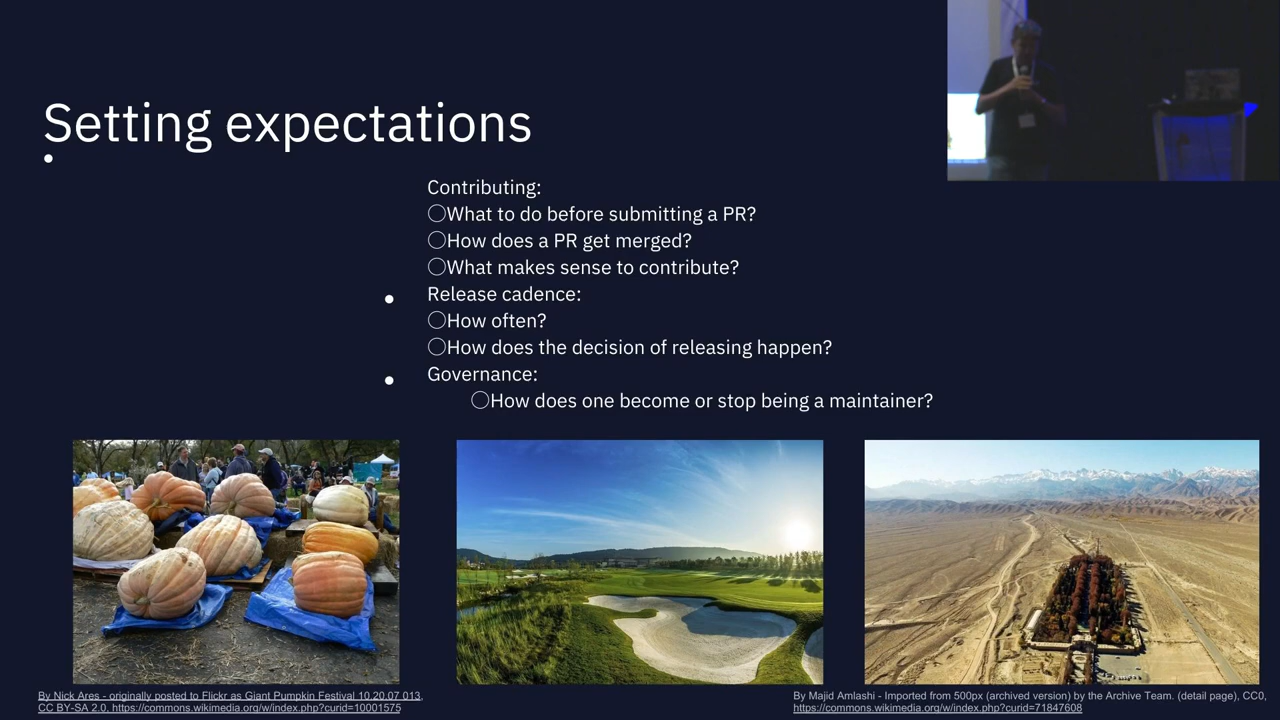 Setting expectations
Contributing:
What to do before submitting a PR?
How does a PR get merged?
What makes sense to contribute?
Release cadence:
How often?
How does the decision of releasing happen?
Governance:
How does one become or stop being a maintainer?
By Nick Ares - originally posted to Flickr as Giant Pumpkin Festival 10.20.07 013,
CC BY-SA 2.0, https://commons.wikimedia.org/w/index.php?curid=10001575
By Majid Amlashi - Imported from 500px (archived version) by the Archive Team. (detail page), CC0,
https://commons.wikimedia.org/w/index.php?curid=71847608